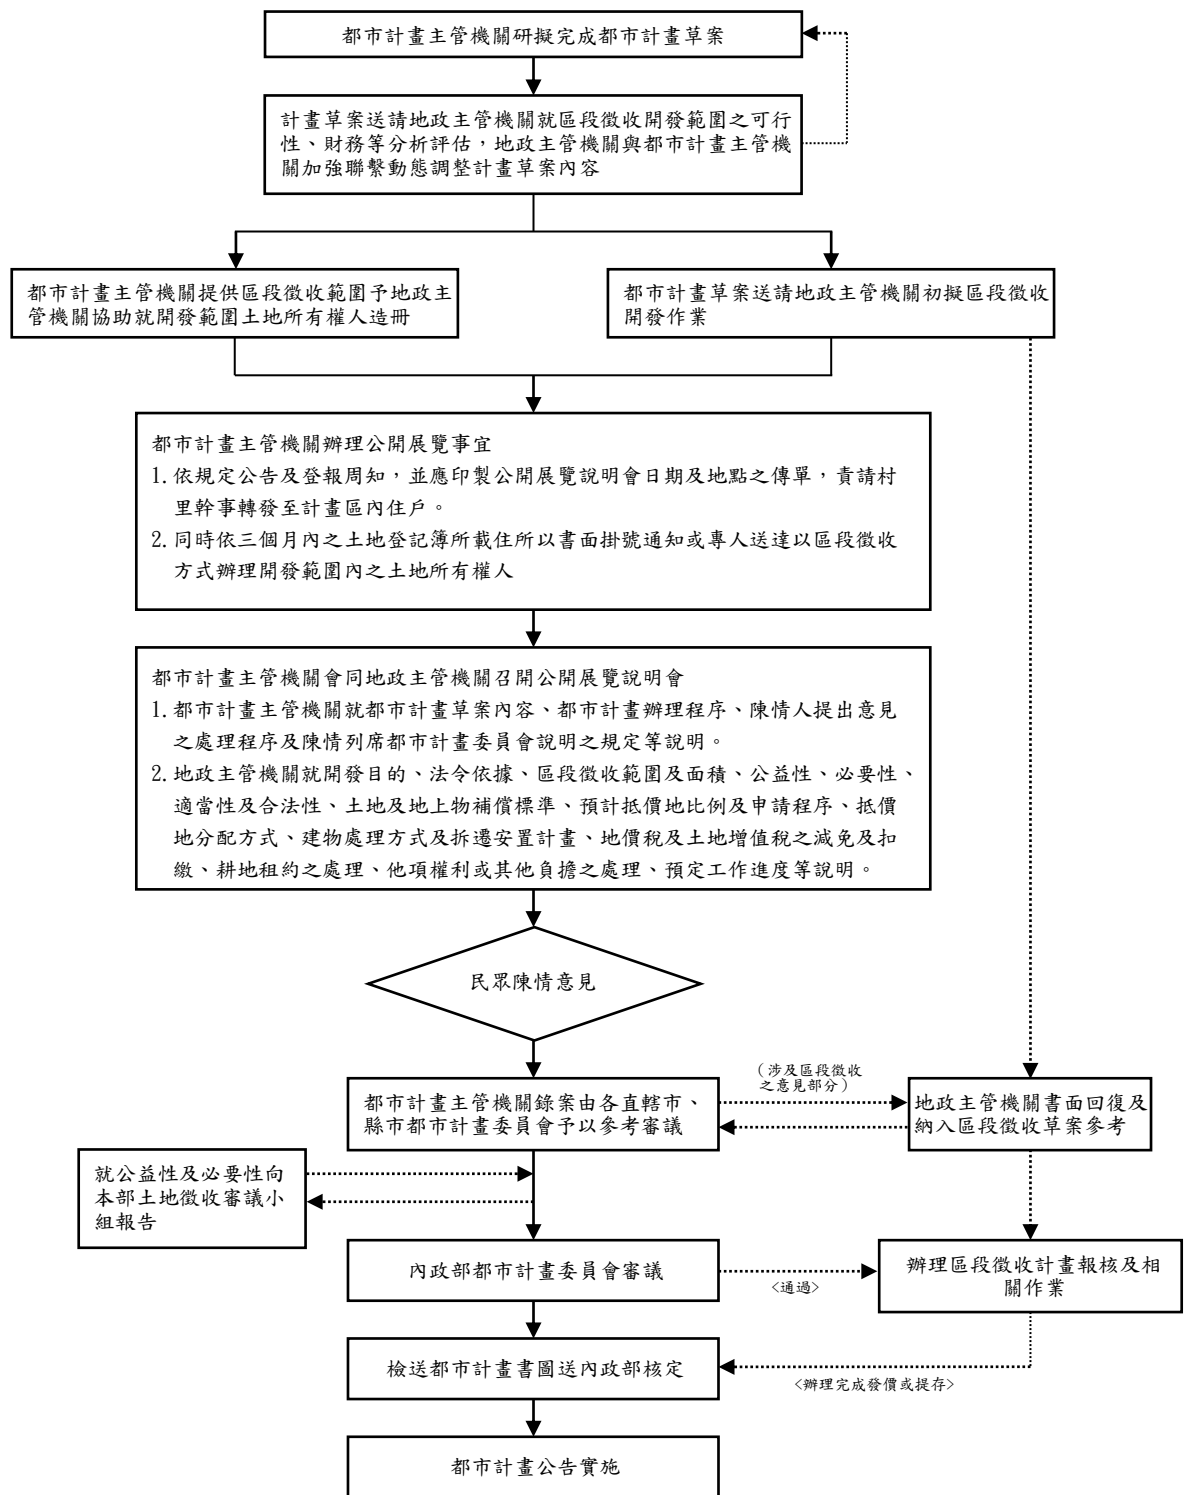 都市計畫主管機關研擬完成都市計畫草案
計畫草案送請地政主管機關就區段徵收開發範圍之可行
性、財務等分析評估，地政主管機關與都市計畫主管機
關加強聯繫動態調整計畫草案內容
都市計畫主管機關提供區段徵收範圍予地政主
管機關協助就開發範圍土地所有權人造冊
都市計畫草案送請地政主管機關初擬區段徵收
開發作業
都市計畫主管機關辦理公開展覽事宜
1. 依規定公告及登報周知，並應印製公開展覽說明會日期及地點之傳單，責請村
里幹事轉發至計畫區內住戶。
2. 同時依三個月內之土地登記簿所載住所以書面掛號通知或專人送達以區段徵收
方式辦理開發範圍內之土地所有權人
都市計畫主管機關會同地政主管機關召開公開展覽說明會
1. 都市計畫主管機關就都市計畫草案內容、都市計畫辦理程序、陳情人提出意見
之處理程序及陳情列席都市計畫委員會說明之規定等說明。
2. 地政主管機關就開發目的、法令依據、區段徵收範圍及面積、公益性、必要性、
適當性及合法性、土地及地上物補償標準、預計抵價地比例及申請程序、抵價
地分配方式、建物處理方式及拆遷安置計畫、地價稅及土地增值稅之減免及扣
繳、耕地租約之處理、他項權利或其他負擔之處理、預定工作進度等說明。
民眾陳情意見
都市計畫主管機關錄案由各直轄市、
縣市都市計畫委員會予以參考審議
（涉及區段徵收
之意見部分）
地政主管機關書面回復及
納入區段徵收草案參考
就公益性及必要性向
本部土地徵收審議小
組報告
內政部都市計畫委員會審議
<通過>
辦理區段徵收計畫報核及相
關作業
檢送都市計畫書圖送內政部核定
<辦理完成發價或提存>
都市計畫公告實施